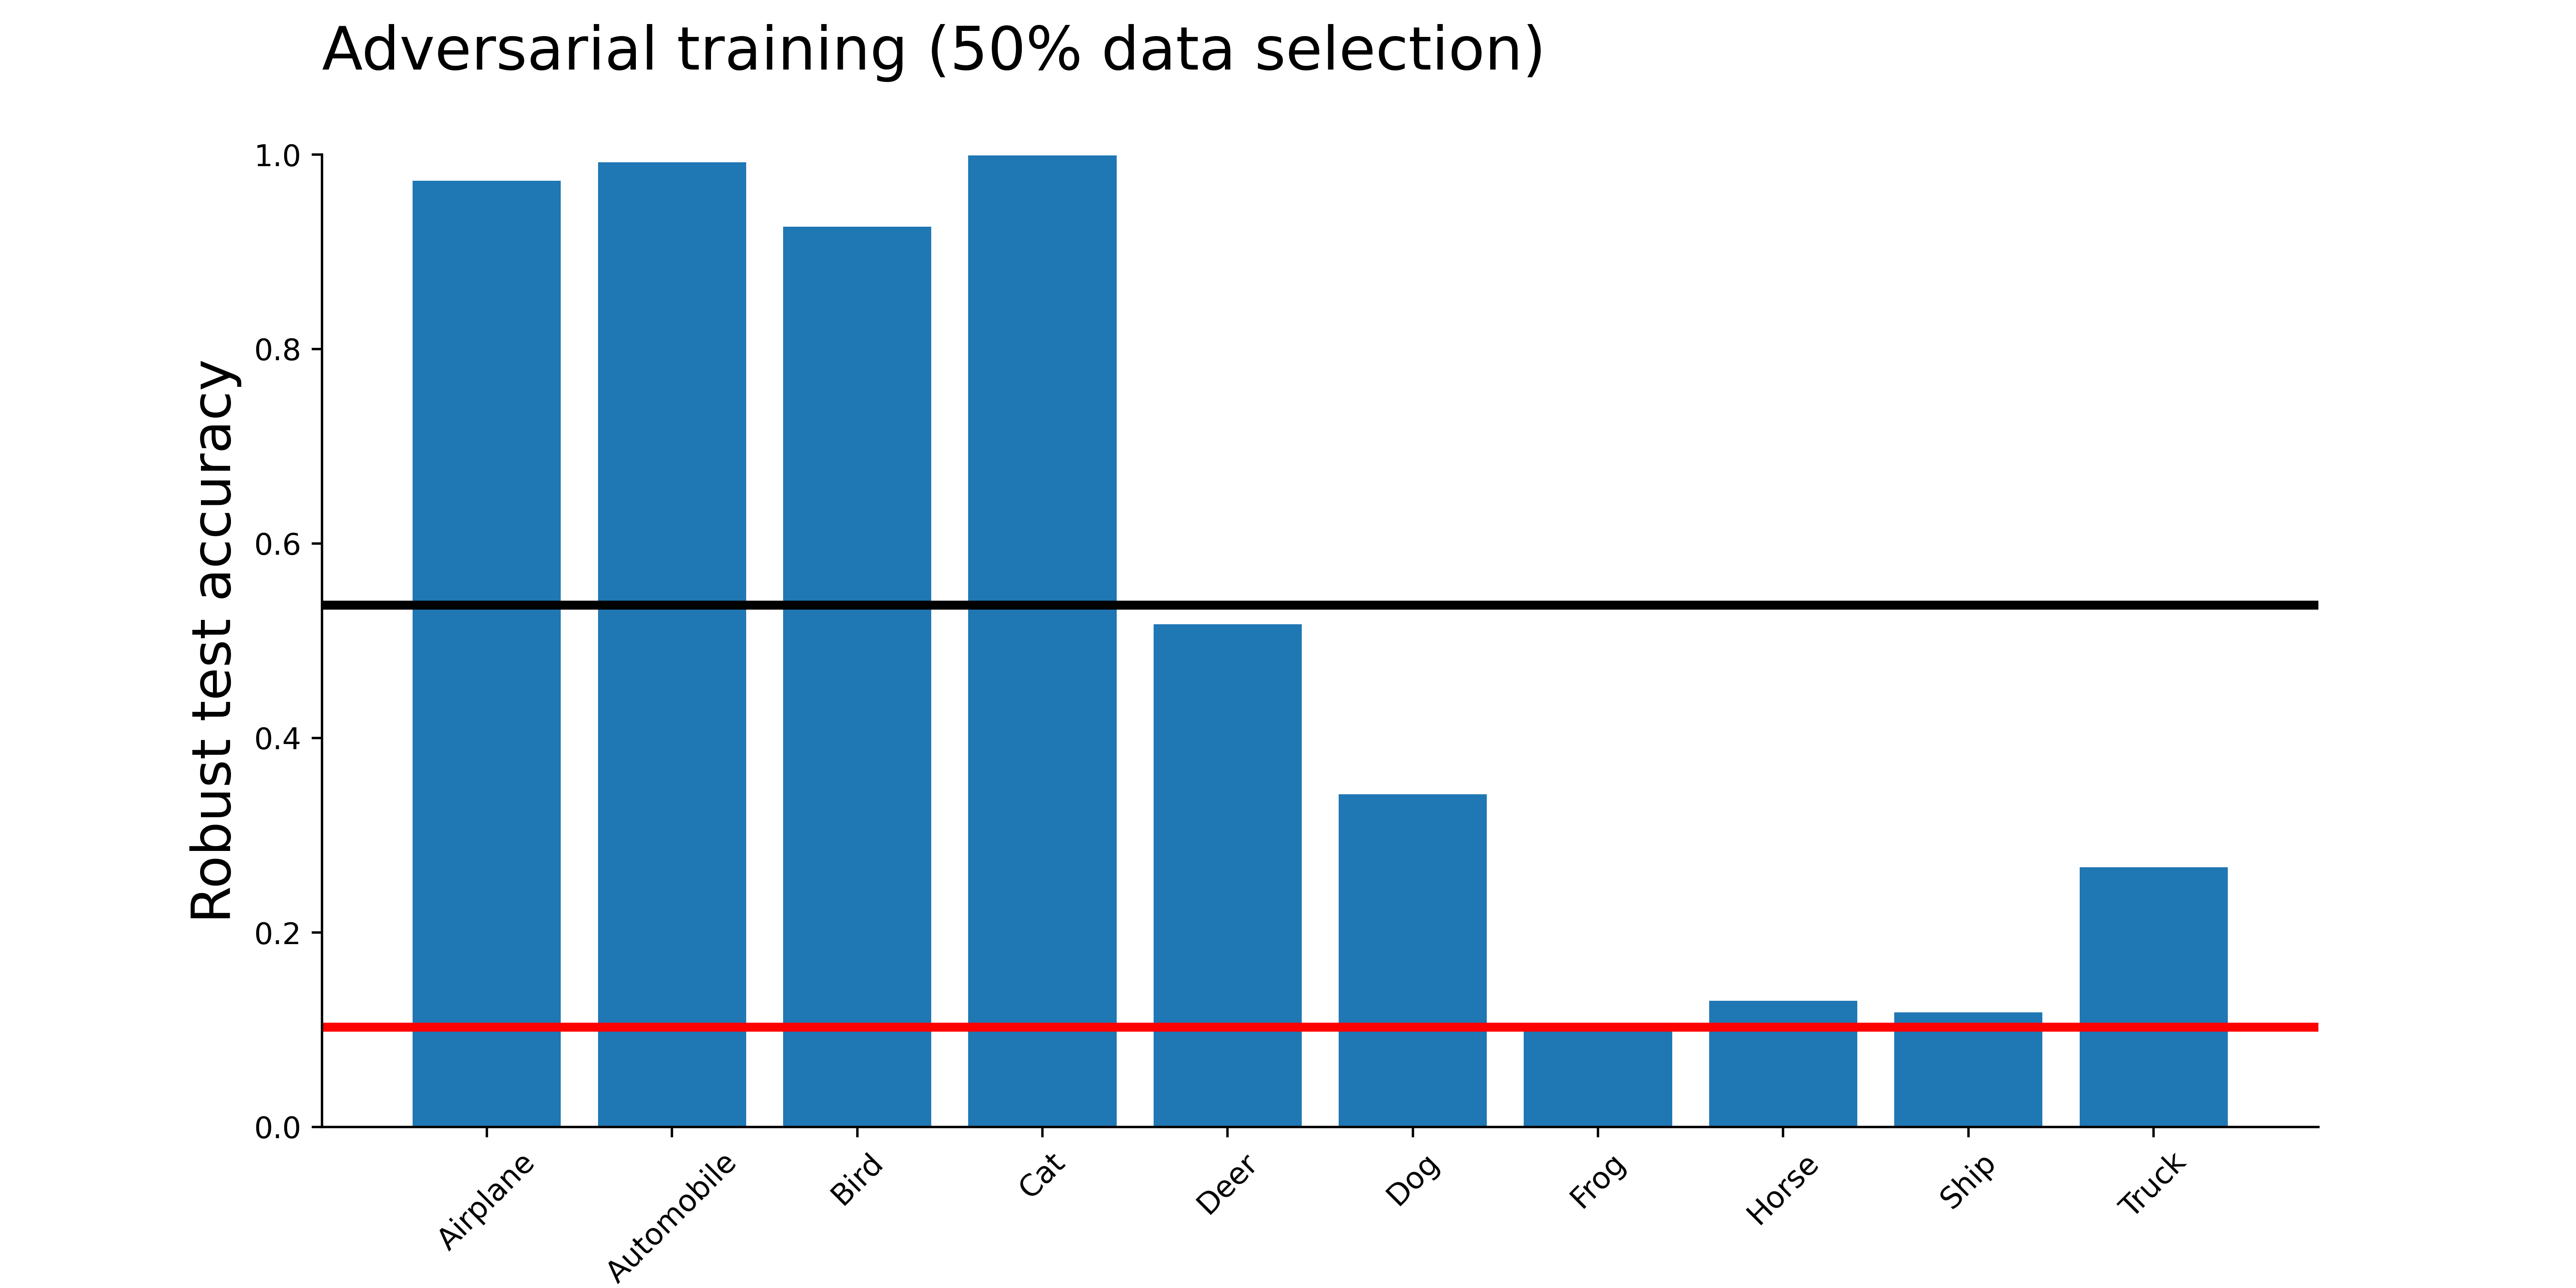 Adversarial training (50% data selection)
Robust test accuracy
1.0
0.8
0.6
0.4
0.2
0.0
Airplane
Automobile
Bird
Cat
Deer
Dog
Frog
Horse
Ship
Truck